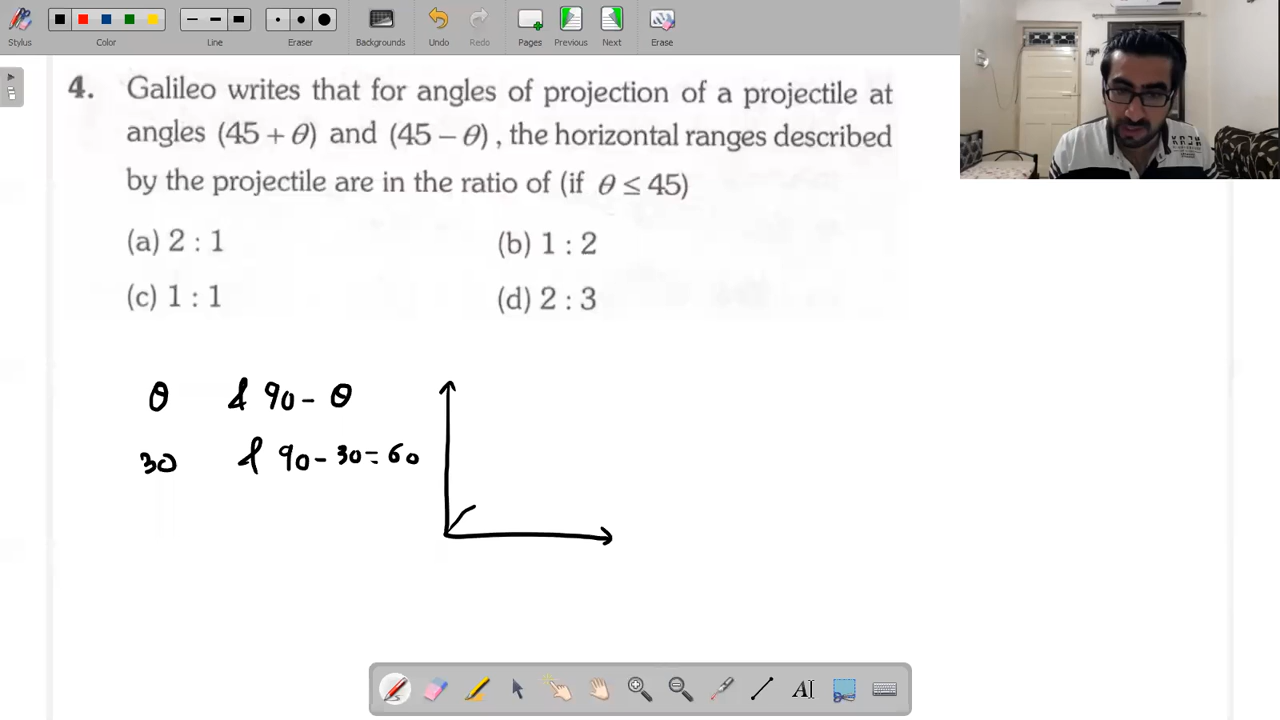 Stylus Color Line Eraser Backgrounds Undo Redo Pages Previous Next Erase
4. Galileo writes that for angles of projection of a projectile at
angles (45 + θ) and (45 − θ), the horizontal ranges described
by the projectile are in the ratio of (if θ ≤ 45)
(a) 2 : 1 (b) 1 : 2
(c) 1 : 1 (d) 2 : 3
θ & 90 - θ
30 & 90 - 30 = 60
AI